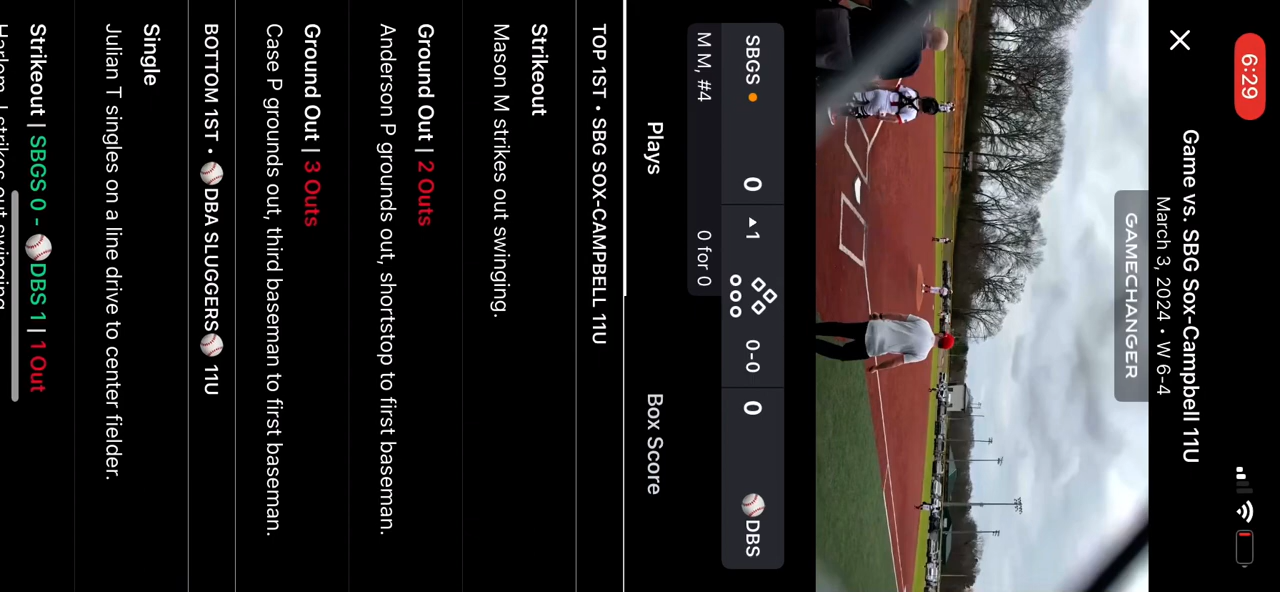 6:29
Game vs. SBG Sox-Campbell 11U
March 3, 2024 • W 6-4
GAMECHANGER
SBGS 0 1 0-0 0 DBS
M M, #4 0 for 0
Plays Box Score
TOP 1ST • SBG SOX-CAMPBELL 11U
Strikeout
Mason M strikes out swinging.
Ground Out | 2 Outs
Anderson P grounds out, shortstop to first baseman.
Ground Out | 3 Outs
Case P grounds out, third baseman to first baseman.
BOTTOM 1ST • ⚾ DBA SLUGGERS⚾ 11U
Single
Julian T singles on a line drive to center fielder.
Strikeout | SBGS 0 - ⚾DBS 1 | 1 Out